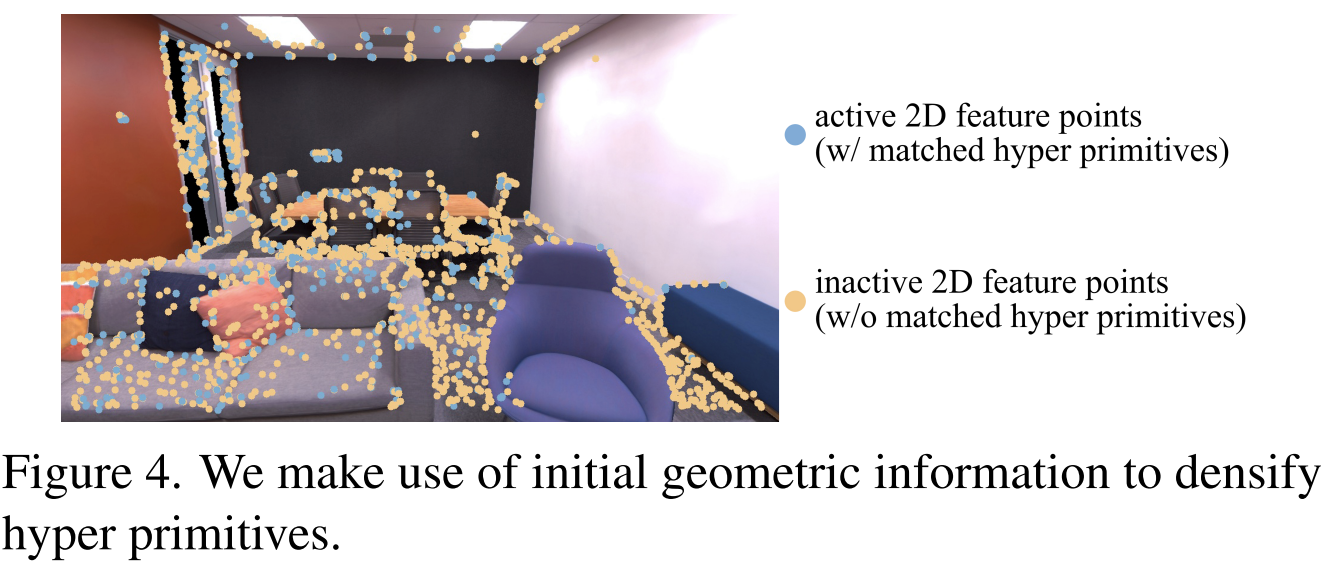 active 2D feature points
(w/ matched hyper primitives)
inactive 2D feature points
(w/o matched hyper primitives)
Figure 4. We make use of initial geometric information to densify
hyper primitives.